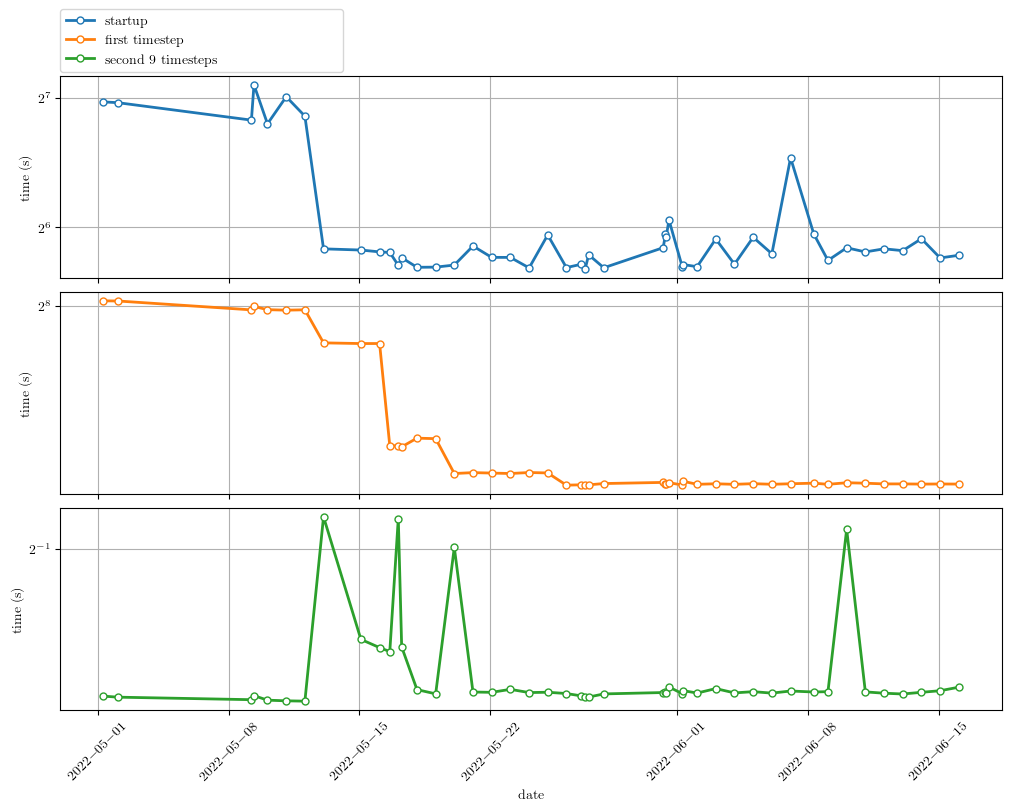 startup
first timestep
second 9 timesteps
2^7
2^6
time (s)
2^8
time (s)
2^−1
time (s)
2022−05−01
2022−05−08
2022−05−15
2022−05−22
2022−06−01
2022−06−08
2022−06−15
date